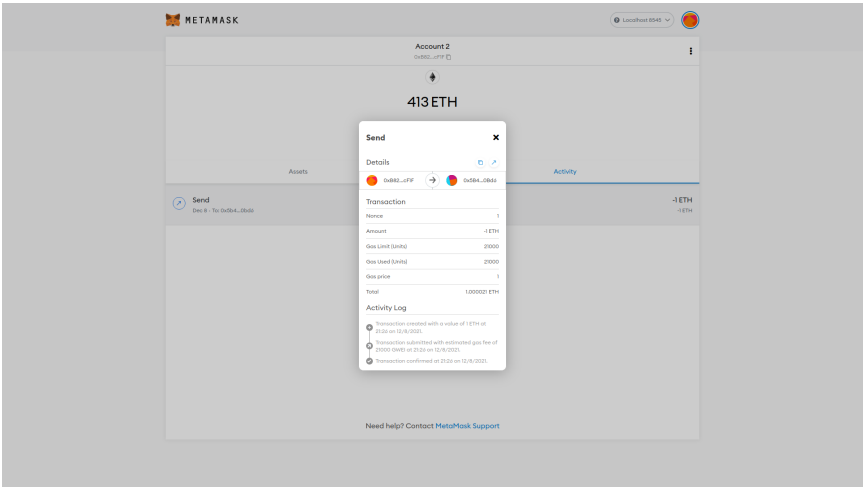 METAMASK
Localhost 8545
Account 2
0xB82...cF1F
413 ETH
Assets
Activity
Send
Dec 8 · To: 0x5b4...0bdd
-1 ETH
-1 ETH
Send
Details
0xB82...cF1F
0x5B4...0Bdd
Transaction
Nonce
1
Amount
-1 ETH
Gas Limit (Units)
21000
Gas Used (Units)
21000
Gas price
1
Total
1.000021 ETH
Activity Log
Transaction created with a value of 1 ETH at
21:26 on 12/8/2021.
Transaction submitted with estimated gas fee of
21000 GWEI at 21:26 on 12/8/2021.
Transaction confirmed at 21:26 on 12/8/2021.
Need help? Contact MetaMask Support